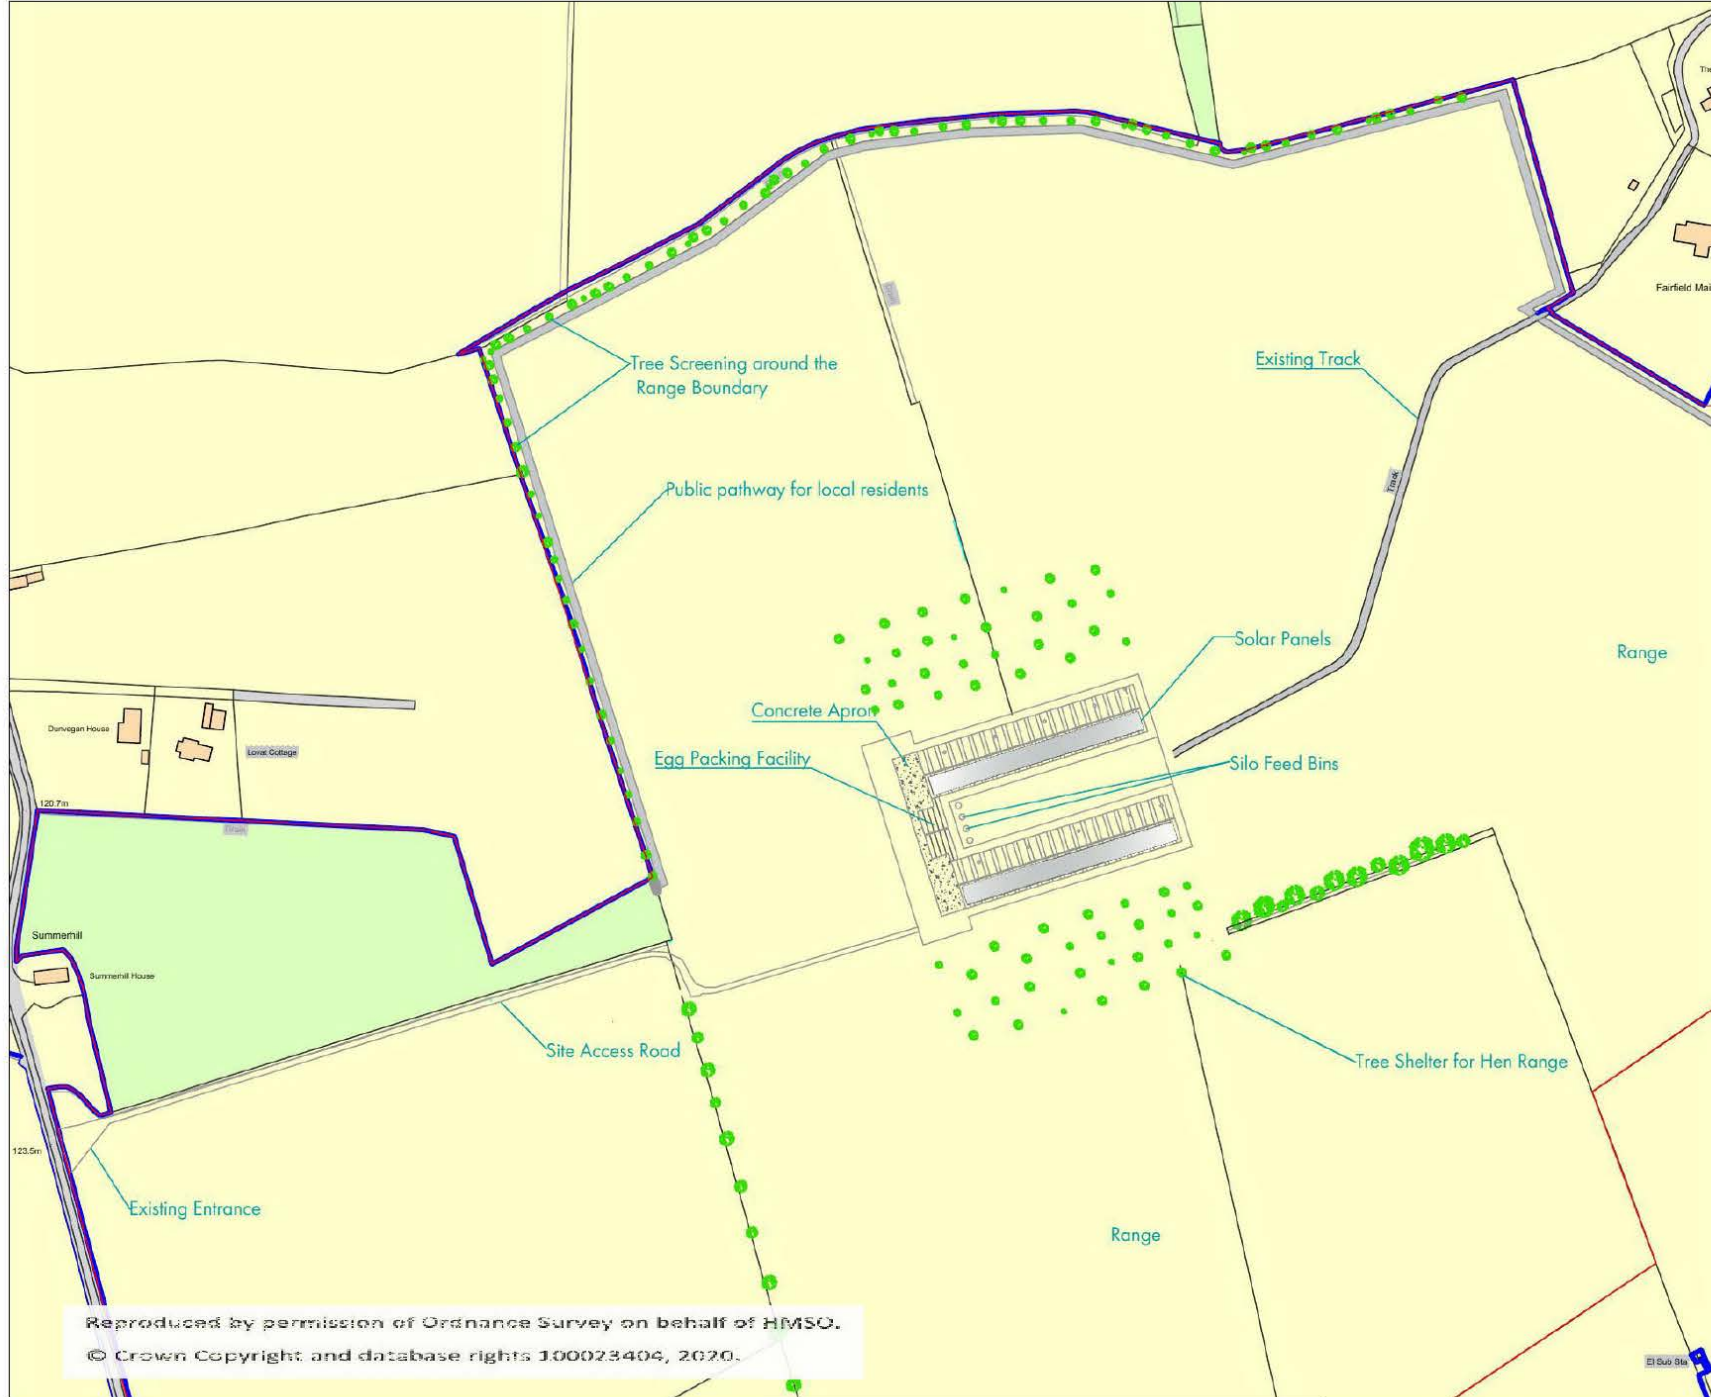 Drain
Tree Screening around the
Range Boundary
Existing Track
Fairfield Mai
Track
Public pathway for local residents
Range
Solar Panels
Concrete Apron
Egg Packing Facility
Silo Feed Bins
Dunvegan House
Lovat Cottage
120.7m
Drain
Summerhill
Summerhill House
Site Access Road
Tree Shelter for Hen Range
123.5m
Existing Entrance
Range
Reproduced by permission of Ordnance Survey on behalf of HMSO.
© Crown Copyright and database rights 100023404, 2020.
El Sub Sta